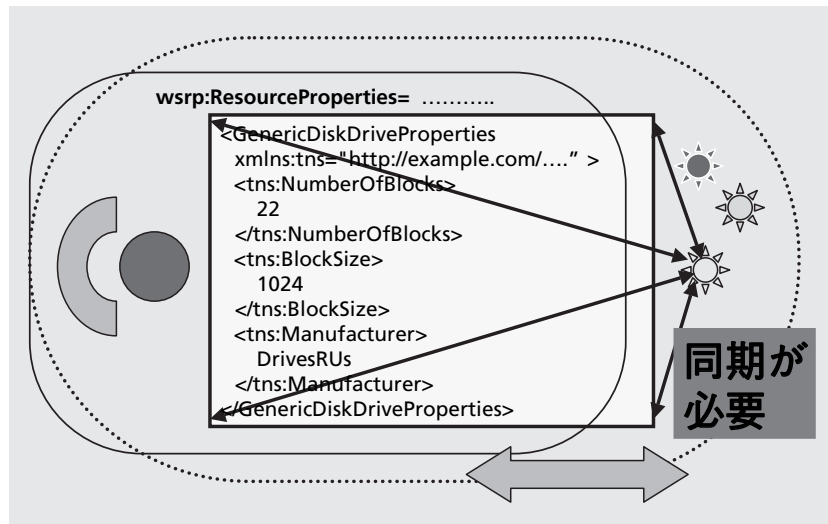 wsrp:ResourceProperties= ………..
<GenericDiskDriveProperties
xmlns:tns="http://example.com/….” >
<tns:NumberOfBlocks>
22
</tns:NumberOfBlocks>
<tns:BlockSize>
1024
</tns:BlockSize>
<tns:Manufacturer>
DrivesRUs
</tns:Manufacturer>
</GenericDiskDriveProperties>
同期が
必要